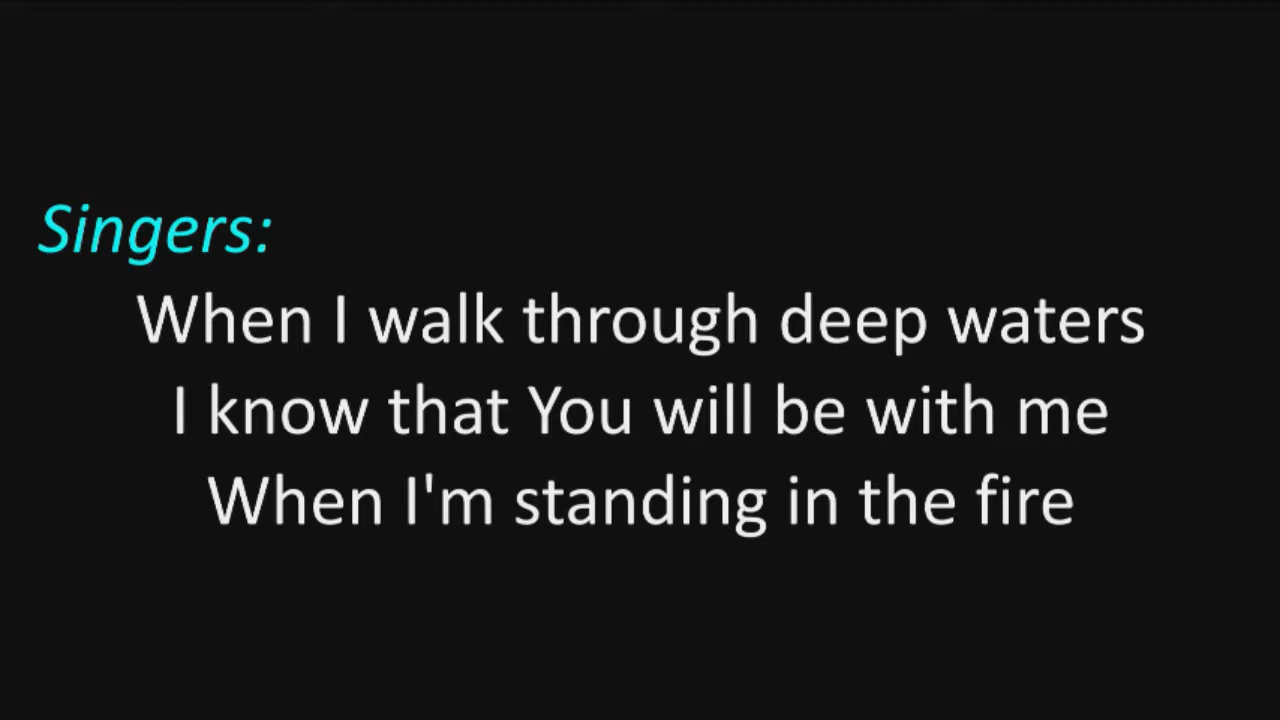 Singers:
When I walk through deep waters
I know that You will be with me
When I'm standing in the fire